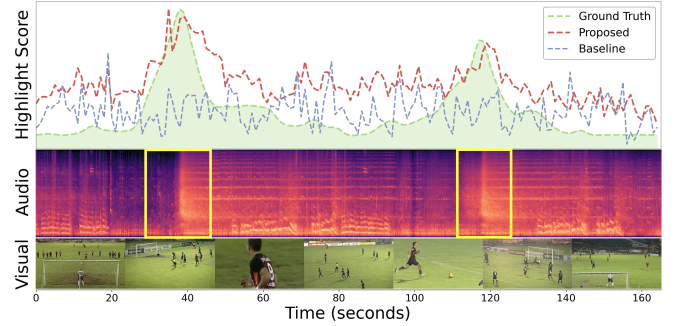 Highlight Score
Ground Truth
Proposed
Baseline
Audio
Visual
0 20 40 60 80 100 120 140 160
Time (seconds)